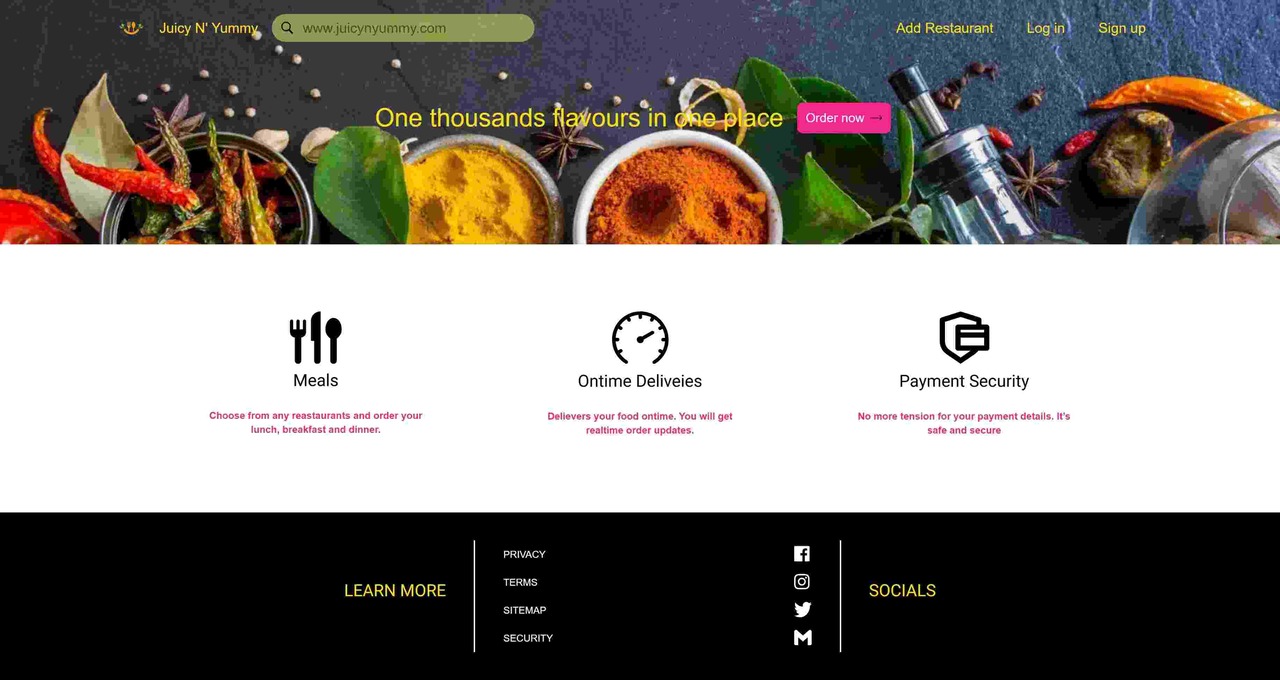 Juicy N' Yummy
www.juicynyummy.com
Add Restaurant
Log in
Sign up
One thousands flavours in one place
Order now →
Meals
Choose from any reastaurants and order your
lunch, breakfast and dinner.
Ontime Deliveies
Delievers your food ontime. You will get
realtime order updates.
Payment Security
No more tension for your payment details. It's
safe and secure
LEARN MORE
PRIVACY
TERMS
SITEMAP
SECURITY
SOCIALS